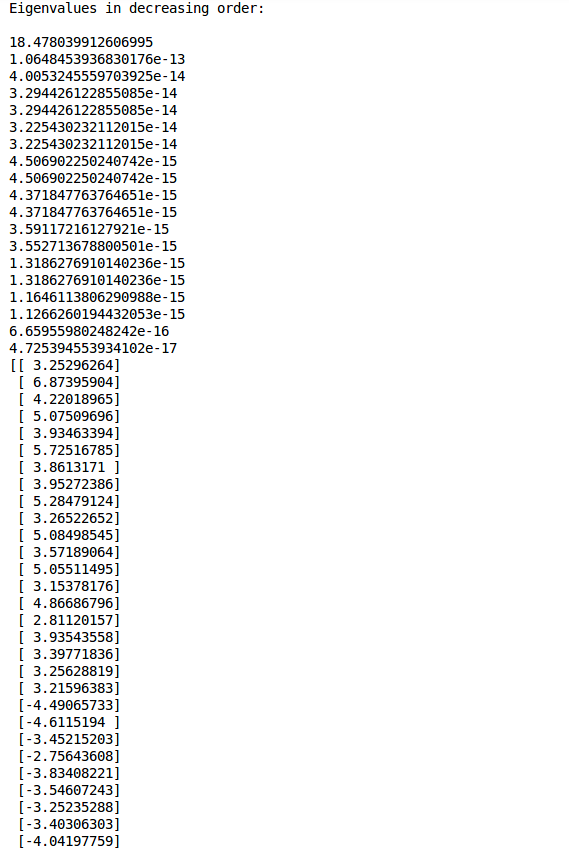 Eigenvalues in decreasing order:
18.478039912606995
1.0648453936830176e-13
4.0053245559703925e-14
3.294426122855085e-14
3.294426122855085e-14
3.225430232112015e-14
3.225430232112015e-14
4.506902250240742e-15
4.506902250240742e-15
4.371847763764651e-15
4.371847763764651e-15
3.59117216127921e-15
3.552713678800501e-15
1.3186276910140236e-15
1.3186276910140236e-15
1.1646113806290988e-15
1.1266260194432053e-15
6.65955980248242e-16
4.725394553934102e-17
[[ 3.25296264]
[ 6.87395904]
[ 4.22018965]
[ 5.07509696]
[ 3.93463394]
[ 5.72516785]
[ 3.8613171 ]
[ 3.95272386]
[ 5.28479124]
[ 3.26522652]
[ 5.08498545]
[ 3.57189064]
[ 5.05511495]
[ 3.15378176]
[ 4.86686796]
[ 2.81120157]
[ 3.93543558]
[ 3.39771836]
[ 3.25628819]
[ 3.21596383]
[-4.49065733]
[-4.6115194 ]
[-3.45215203]
[-2.75643608]
[-3.83408221]
[-3.54607243]
[-3.25235288]
[-3.40306303]
[-4.04197759]